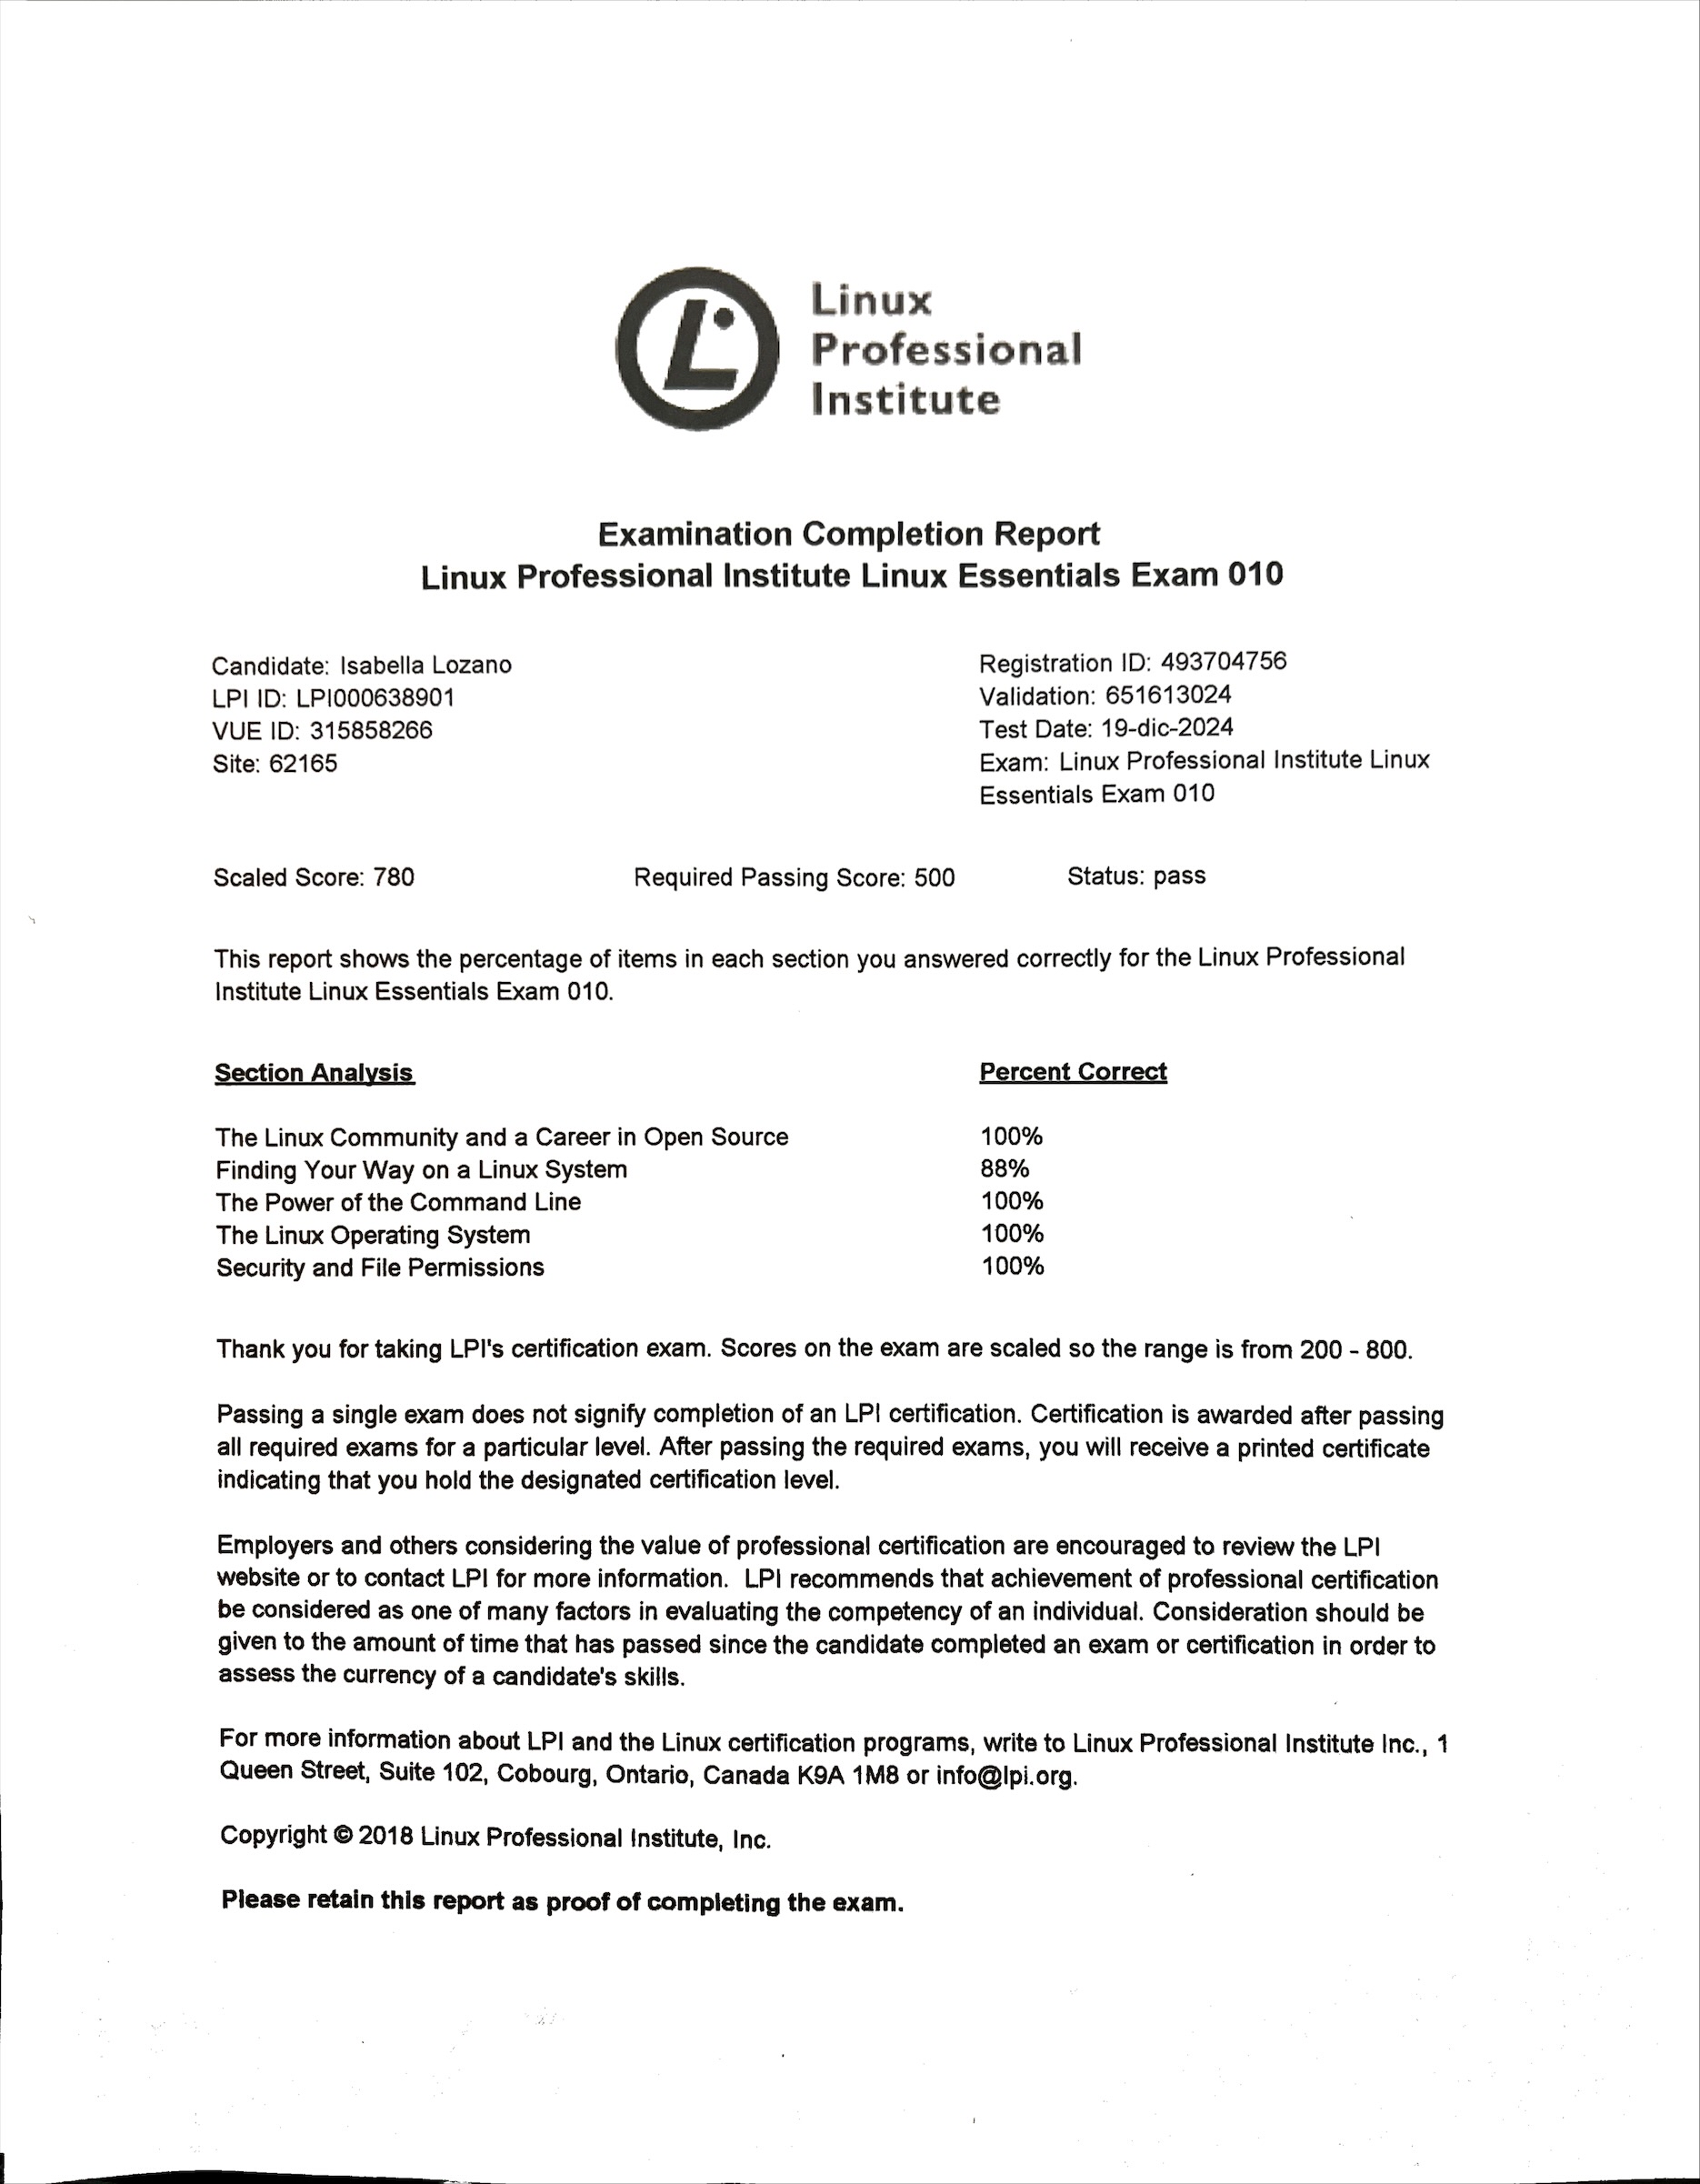 Linux
Professional
Institute
Examination Completion Report
Linux Professional Institute Linux Essentials Exam 010
Candidate: Isabella Lozano
LPI ID: LPI000638901
VUE ID: 315858266
Site: 62165
Registration ID: 493704756
Validation: 651613024
Test Date: 19-dic-2024
Exam: Linux Professional Institute Linux
Essentials Exam 010
Scaled Score: 780 Required Passing Score: 500 Status: pass
This report shows the percentage of items in each section you answered correctly for the Linux Professional
Institute Linux Essentials Exam 010.
Section Analysis Percent Correct
The Linux Community and a Career in Open Source 100%
Finding Your Way on a Linux System 88%
The Power of the Command Line 100%
The Linux Operating System 100%
Security and File Permissions 100%
Thank you for taking LPI's certification exam. Scores on the exam are scaled so the range is from 200 - 800.
Passing a single exam does not signify completion of an LPI certification. Certification is awarded after passing
all required exams for a particular level. After passing the required exams, you will receive a printed certificate
indicating that you hold the designated certification level.
Employers and others considering the value of professional certification are encouraged to review the LPI
website or to contact LPI for more information.  LPI recommends that achievement of professional certification
be considered as one of many factors in evaluating the competency of an individual. Consideration should be
given to the amount of time that has passed since the candidate completed an exam or certification in order to
assess the currency of a candidate's skills.
For more information about LPI and the Linux certification programs, write to Linux Professional Institute Inc., 1
Queen Street, Suite 102, Cobourg, Ontario, Canada K9A 1M8 or info@lpi.org.
Copyright © 2018 Linux Professional Institute, Inc.
Please retain this report as proof of completing the exam.